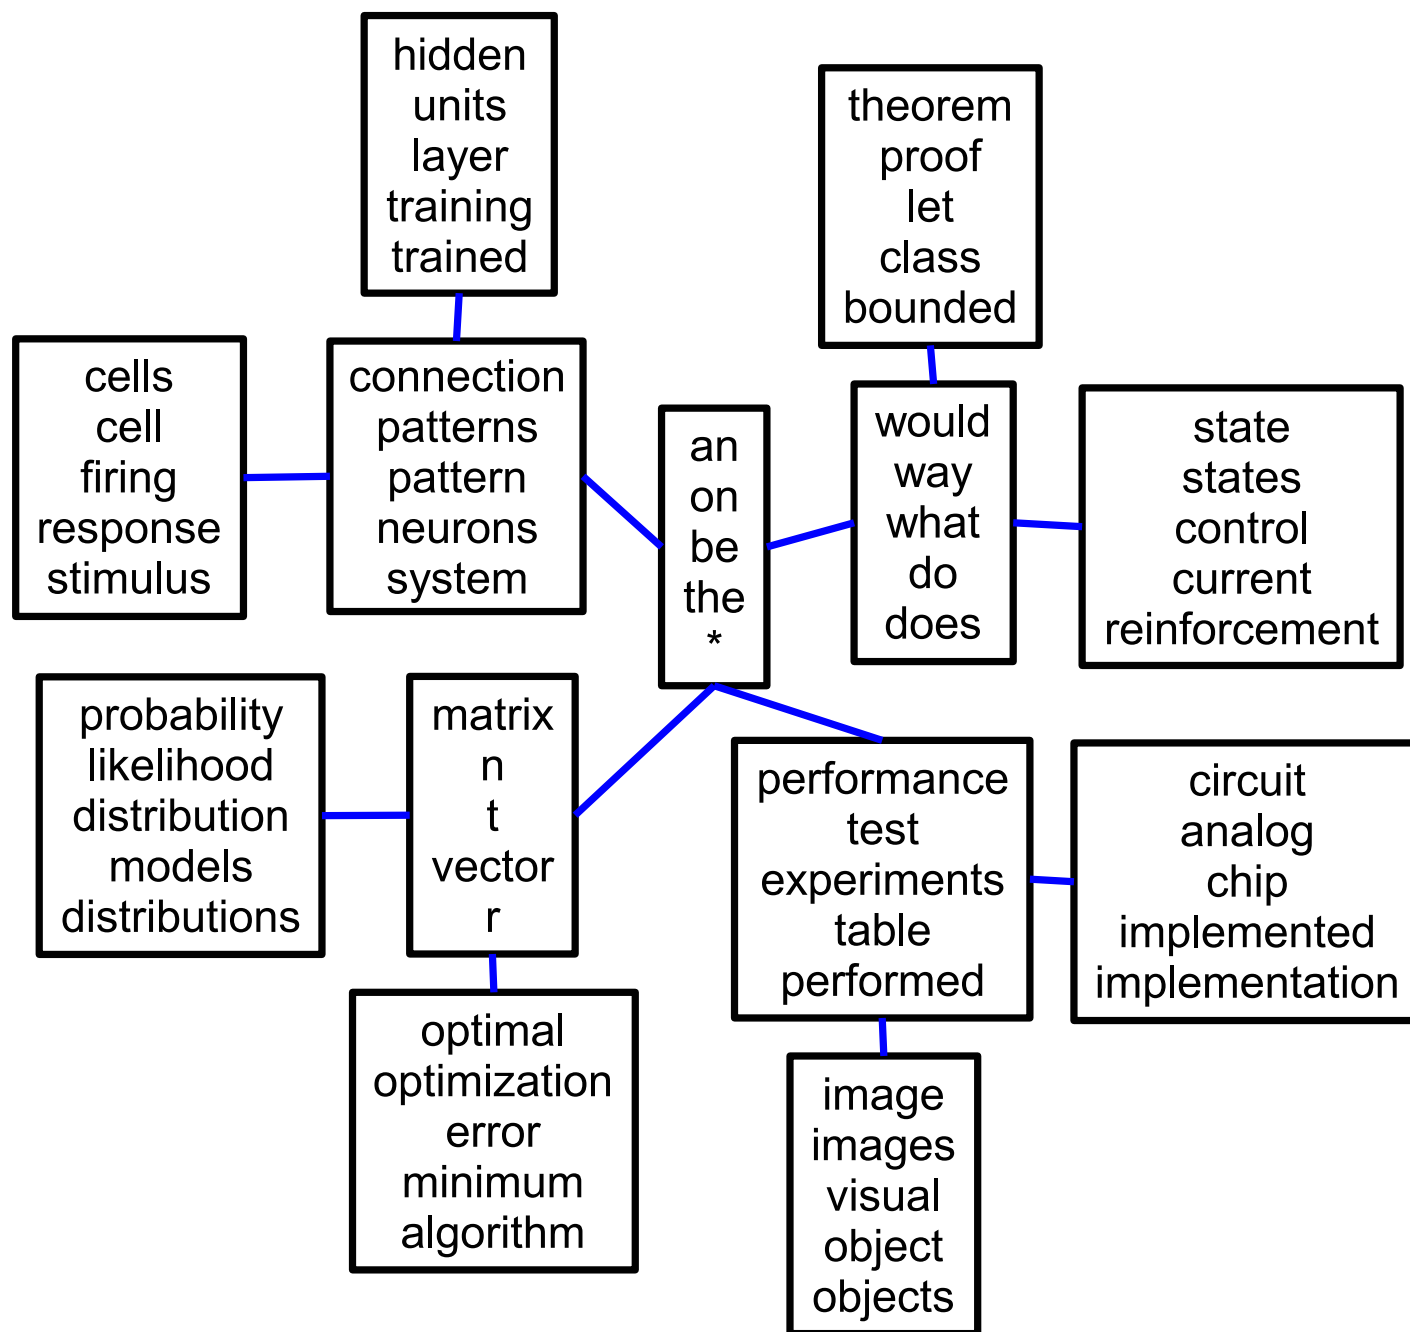 hidden
units
layer
training
trained
theorem
proof
let
class
bounded
cells
cell
firing
response
stimulus
connection
patterns
pattern
neurons
system
an
on
be
the
*
would
way
what
do
does
state
states
control
current
reinforcement
probability
likelihood
distribution
models
distributions
matrix
n
t
vector
r
performance
test
experiments
table
performed
circuit
analog
chip
implemented
implementation
optimal
optimization
error
minimum
algorithm
image
images
visual
object
objects